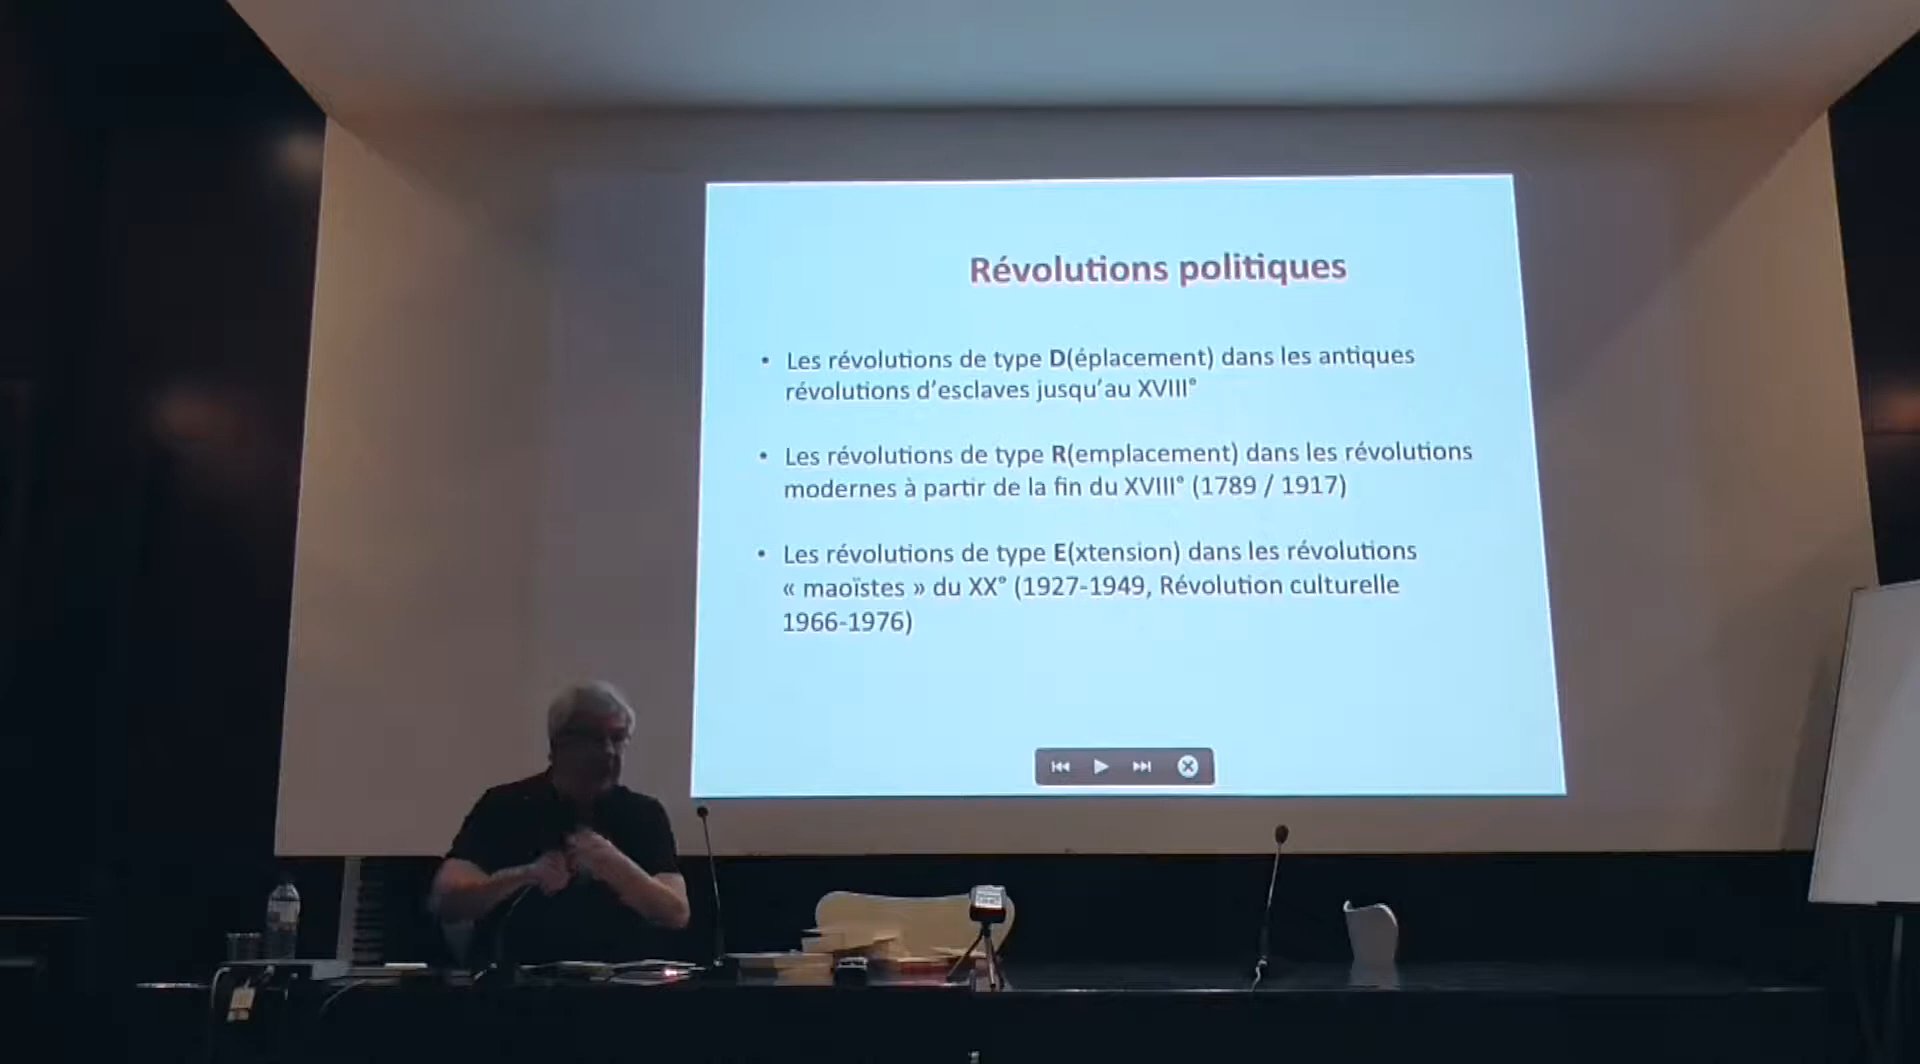 Révolutions politiques
• Les révolutions de type D(éplacement) dans les antiques
révolutions d’esclaves jusqu’au XVIII°
• Les révolutions de type R(emplacement) dans les révolutions
modernes à partir de la fin du XVIII° (1789 / 1917)
• Les révolutions de type E(xtension) dans les révolutions
« maoïstes » du XX° (1927-1949, Révolution culturelle
1966-1976)